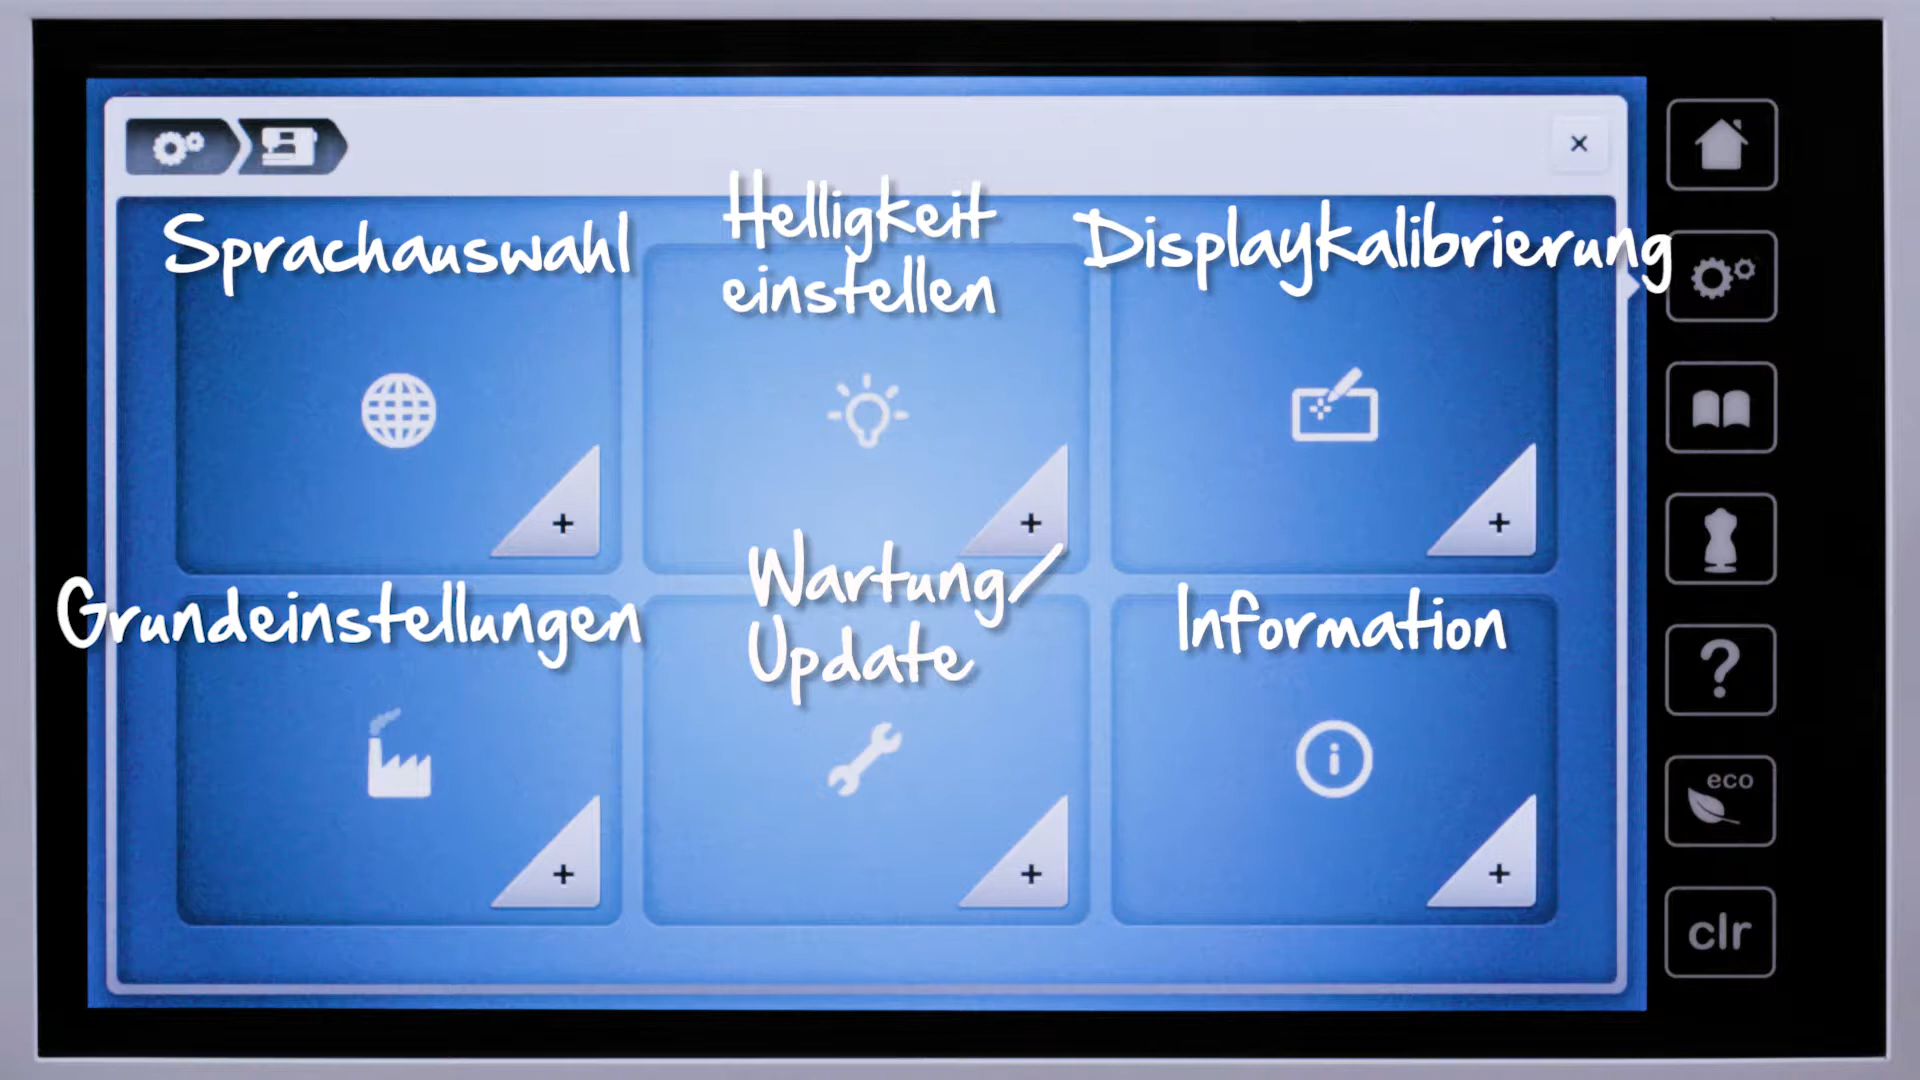 Sprachauswahl
Helligkeit
einstellen
Displaykalibrierung
Grundeinstellungen
Wartung/
Update
Information
eco
clr